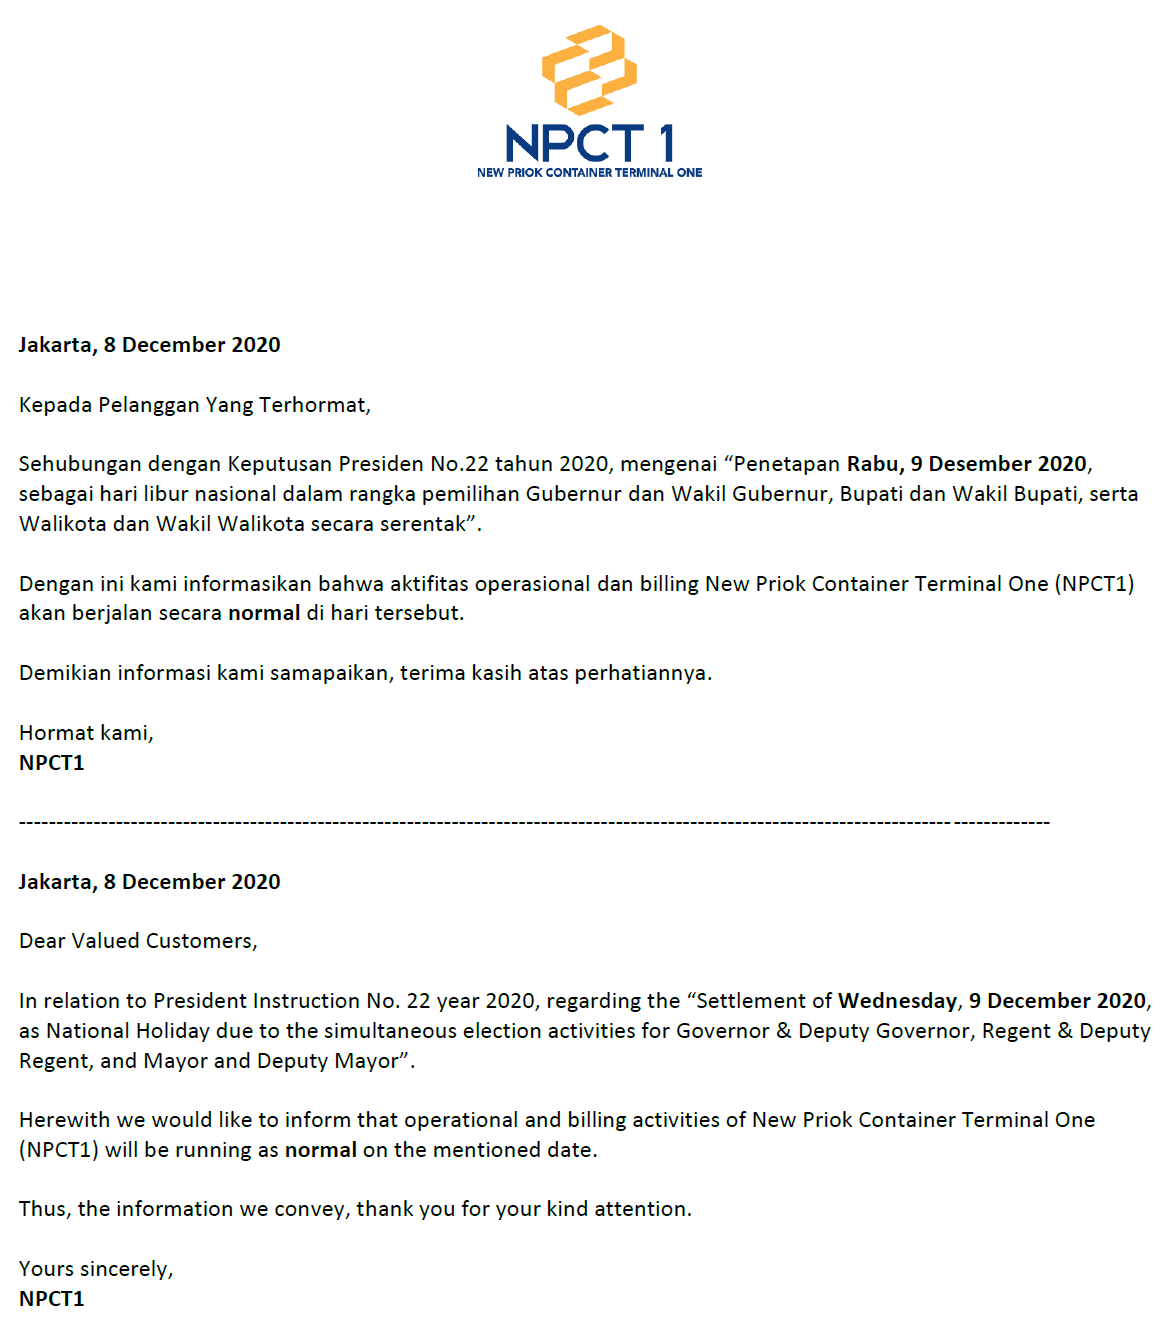 NPCT 1
NEW PRIOK CONTAINER TERMINAL ONE
Jakarta, 8 December 2020
Kepada Pelanggan Yang Terhormat,
Sehubungan dengan Keputusan Presiden No.22 tahun 2020, mengenai “Penetapan Rabu, 9 Desember 2020,
sebagai hari libur nasional dalam rangka pemilihan Gubernur dan Wakil Gubernur, Bupati dan Wakil Bupati, serta
Walikota dan Wakil Walikota secara serentak”.
Dengan ini kami informasikan bahwa aktifitas operasional dan billing New Priok Container Terminal One (NPCT1)
akan berjalan secara normal di hari tersebut.
Demikian informasi kami samapaikan, terima kasih atas perhatiannya.
Hormat kami,
NPCT1
------------------------------------------------------------------------------------------------------------------------------------------
Jakarta, 8 December 2020
Dear Valued Customers,
In relation to President Instruction No. 22 year 2020, regarding the “Settlement of Wednesday, 9 December 2020,
as National Holiday due to the simultaneous election activities for Governor & Deputy Governor, Regent & Deputy
Regent, and Mayor and Deputy Mayor”.
Herewith we would like to inform that operational and billing activities of New Priok Container Terminal One
(NPCT1) will be running as normal on the mentioned date.
Thus, the information we convey, thank you for your kind attention.
Yours sincerely,
NPCT1